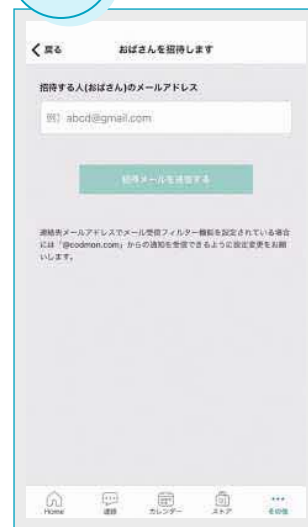 戻る おばさんを招待します
招待する人(おばさん)のメールアドレス
例）abcd@gmail.com
招待メールを送信する
連絡先メールアドレスでメール受信フィルター機能を設定されている場合
には「@codmon.com」からの通知を受信できるように設定変更をお願
いします。
Home 連絡 カレンダー ストア その他